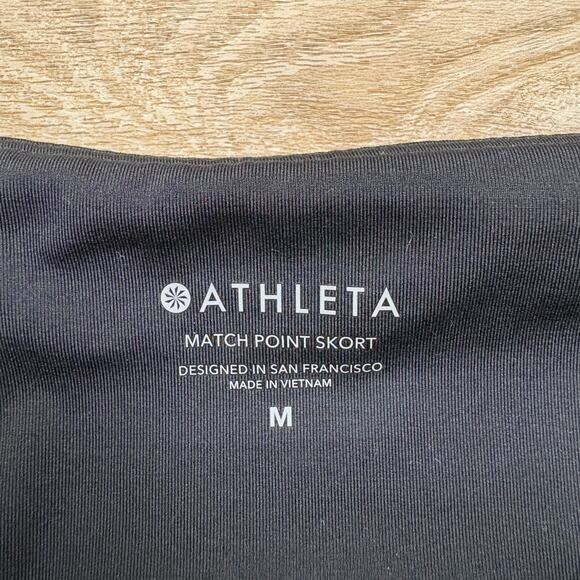 ATHLETA
MATCH POINT SKORT
DESIGNED IN SAN FRANCISCO
MADE IN VIETNAM
M